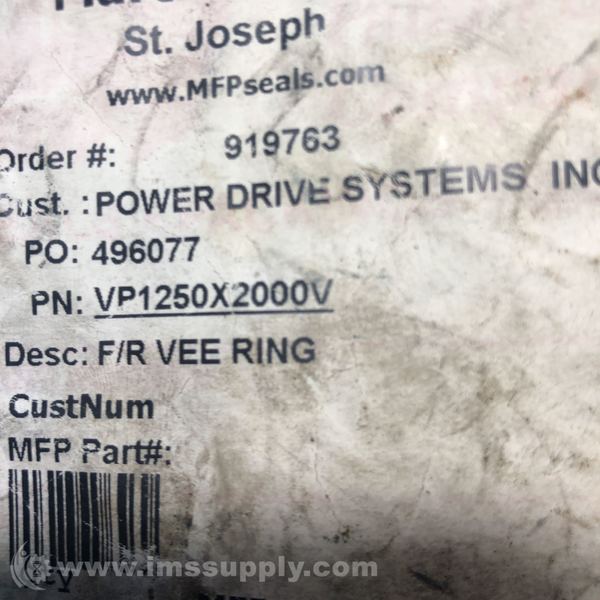 St. Joseph
www.MFPseals.com
Order #: 919763
Cust. : POWER DRIVE SYSTEMS, INC
PO: 496077
PN: VP1250X2000V
Desc: F/R VEE RING
CustNum
MFP Part#:
www.imssupply.com